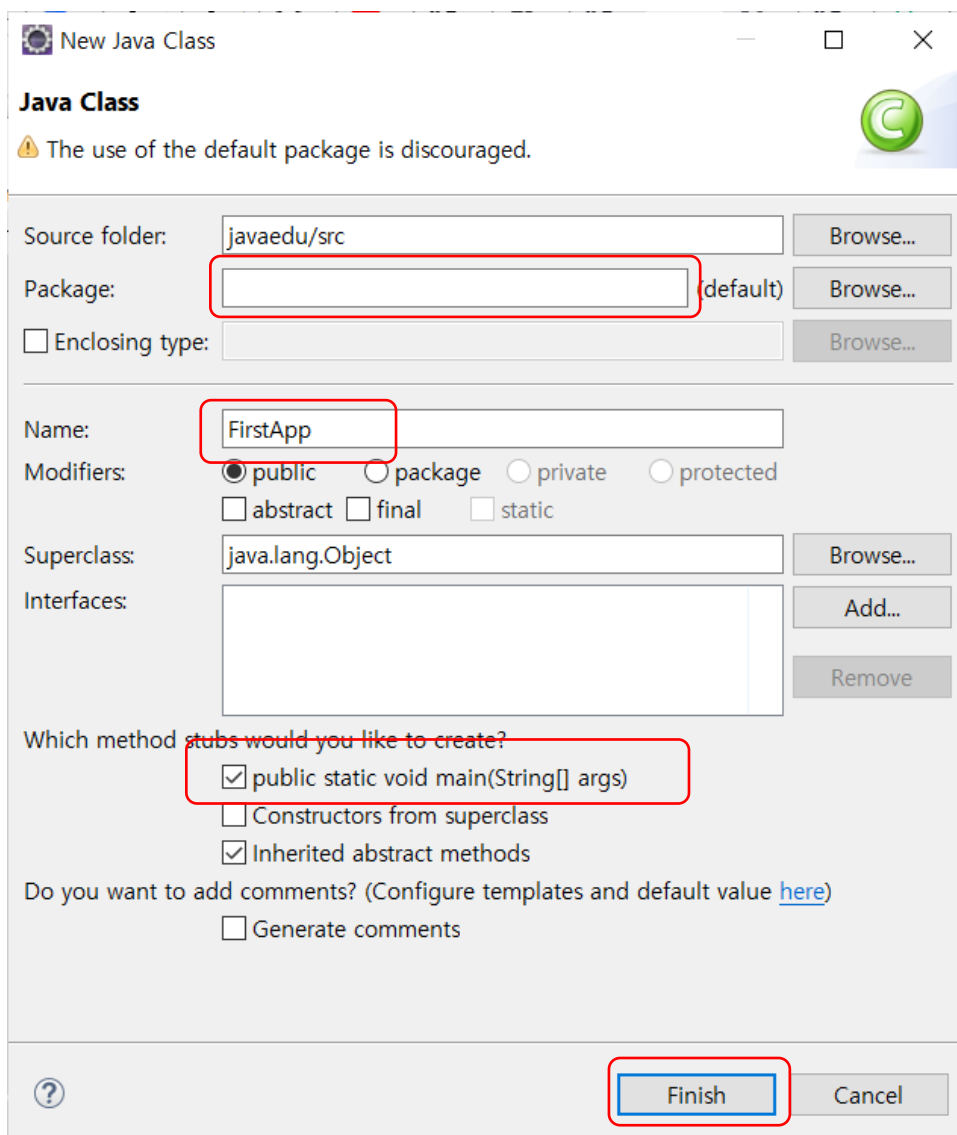 New Java Class
Java Class
The use of the default package is discouraged.
Source folder: javaedu/src Browse...
Package: (default) Browse...
Enclosing type: Browse...
Name: FirstApp
Modifiers: public package private protected
abstract final static
Superclass: java.lang.Object Browse...
Interfaces: Add...
Remove
Which method stubs would you like to create?
public static void main(String[] args)
Constructors from superclass
Inherited abstract methods
Do you want to add comments? (Configure templates and default value here)
Generate comments
Finish Cancel